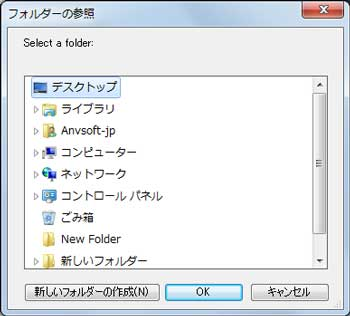 フォルダーの参照
Select a folder:
デスクトップ
ライブラリ
Anvsoft-jp
コンピューター
ネットワーク
コントロール パネル
ごみ箱
New Folder
新しいフォルダー
新しいフォルダーの作成(N) OK キャンセル